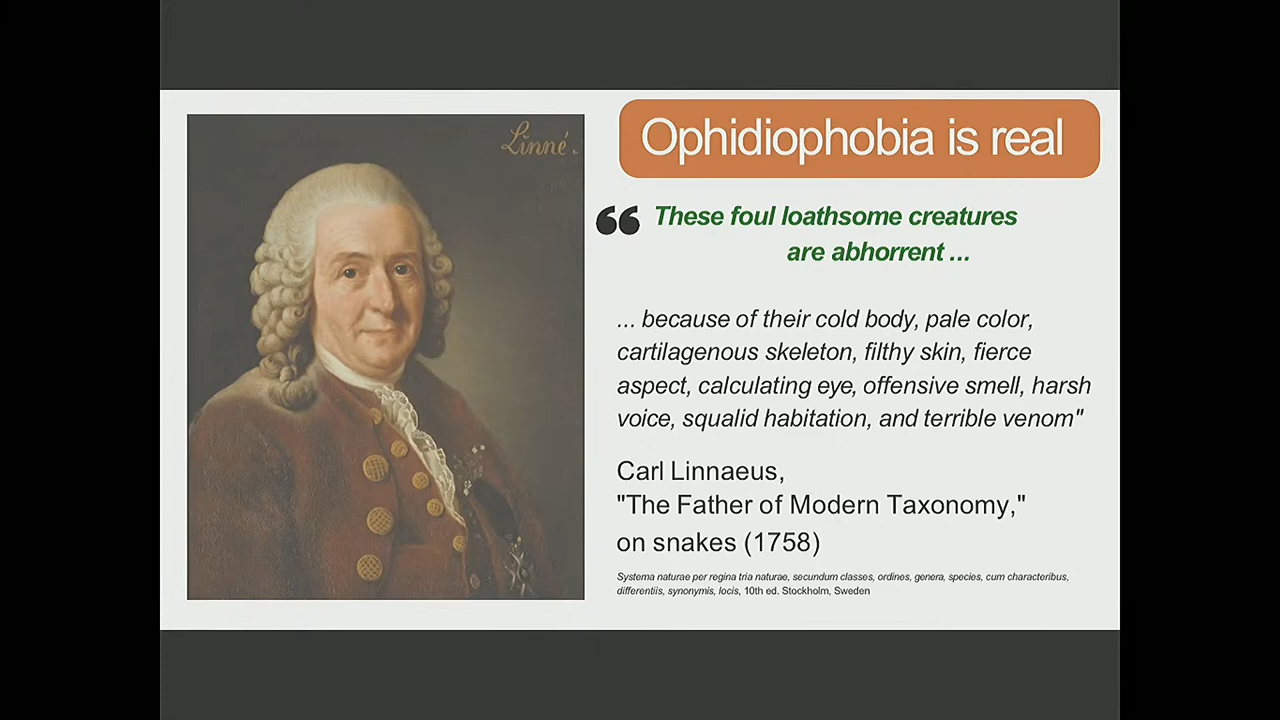 Linné.
Ophidiophobia is real
“ These foul loathsome creatures
are abhorrent ...
... because of their cold body, pale color,
cartilagenous skeleton, filthy skin, fierce
aspect, calculating eye, offensive smell, harsh
voice, squalid habitation, and terrible venom"
Carl Linnaeus,
"The Father of Modern Taxonomy,"
on snakes (1758)
Systema naturae per regina tria naturae, secundum classes, ordines, genera, species, cum characteribus,
differentiis, synonymis, locis, 10th ed. Stockholm, Sweden